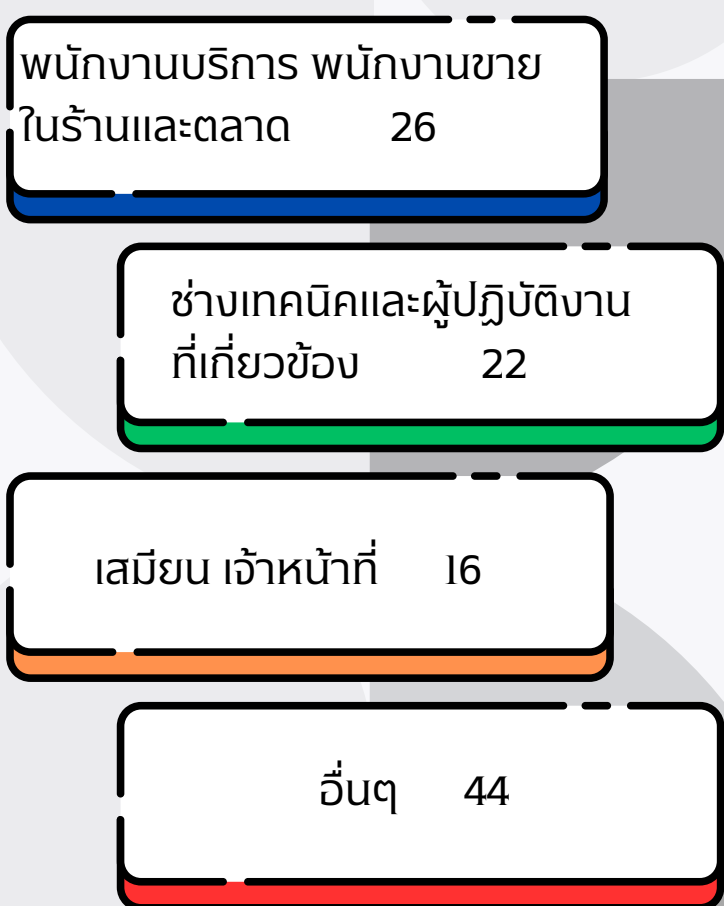 พนักงานบริการ พนักงานขาย
ในร้านและตลาด 26
ช่างเทคนิคและผู้ปฏิบัติงาน
ที่เกี่ยวข้อง 22
เสมียน เจ้าหน้าที่ 16
อื่นๆ 44